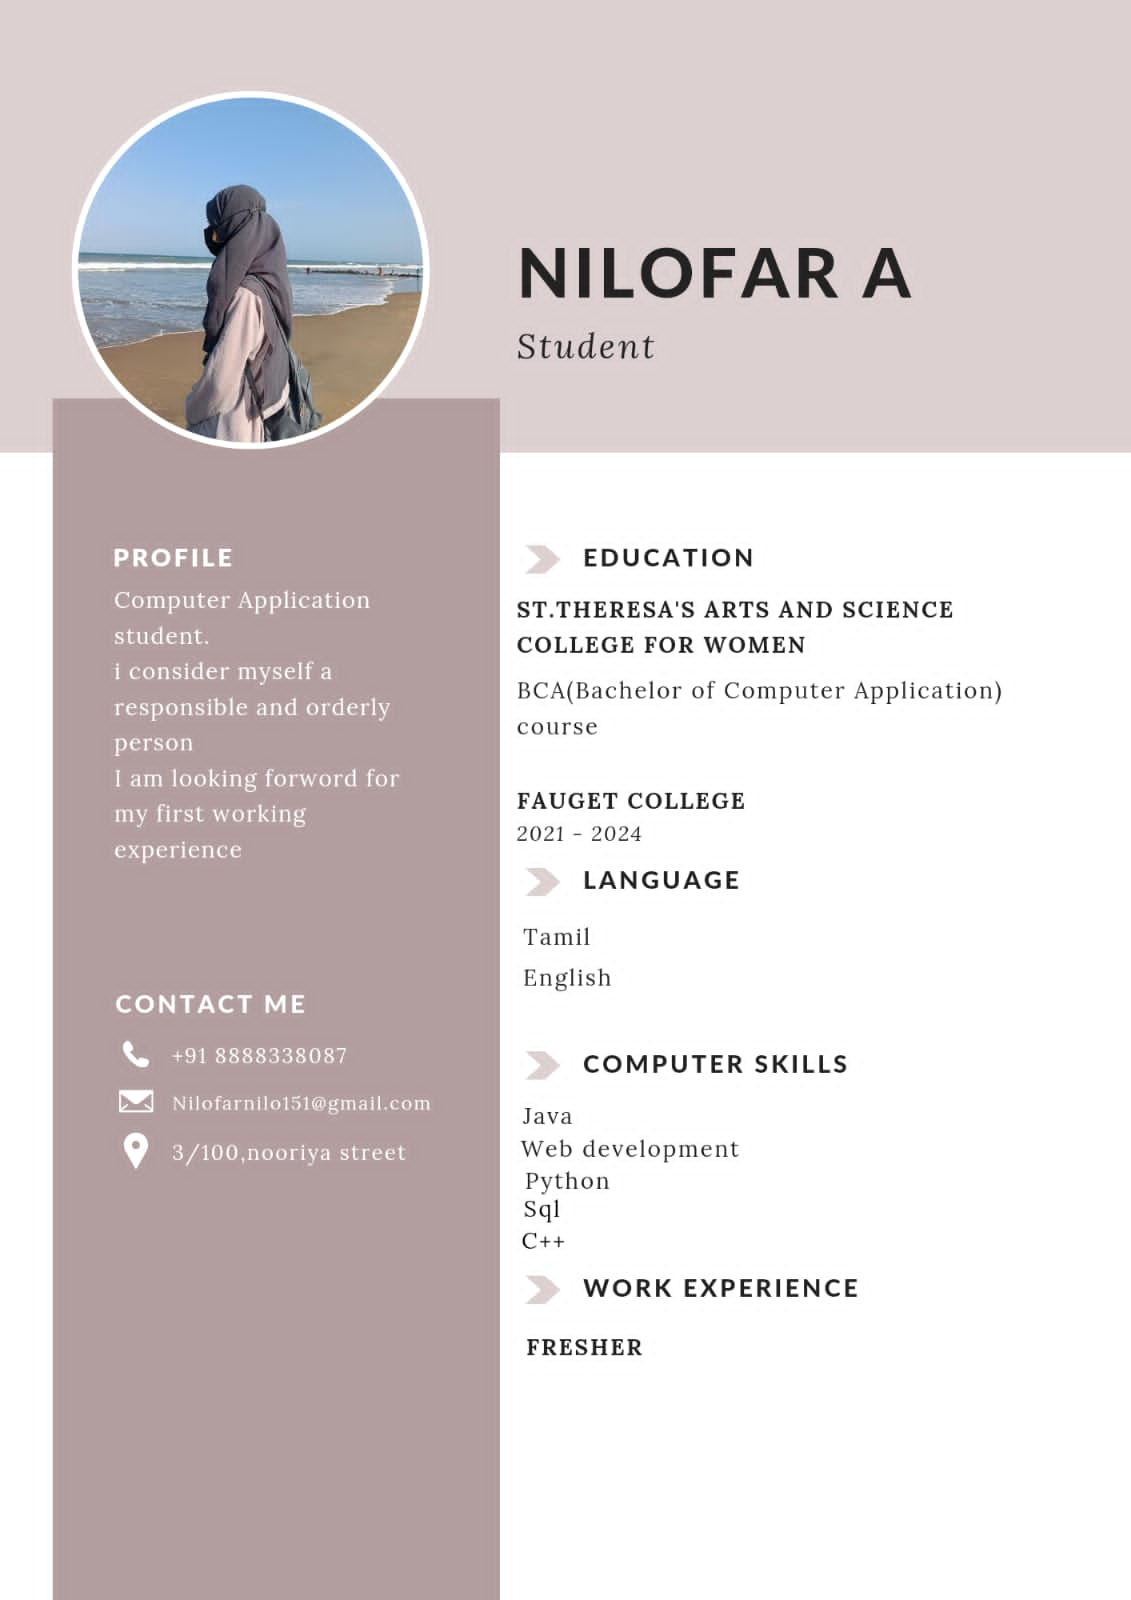 NILOFAR A
Student
PROFILE
Computer Application
student.
i consider myself a
responsible and orderly
person
I am looking forword for
my first working
experience
CONTACT ME
+91 8888338087
Nilofarnilo151@gmail.com
3/100,nooriya street
EDUCATION
ST.THERESA'S ARTS AND SCIENCE
COLLEGE FOR WOMEN
BCA(Bachelor of Computer Application)
course
FAUGET COLLEGE
2021 - 2024
LANGUAGE
Tamil
English
COMPUTER SKILLS
Java
Web development
Python
Sql
C++
WORK EXPERIENCE
FRESHER